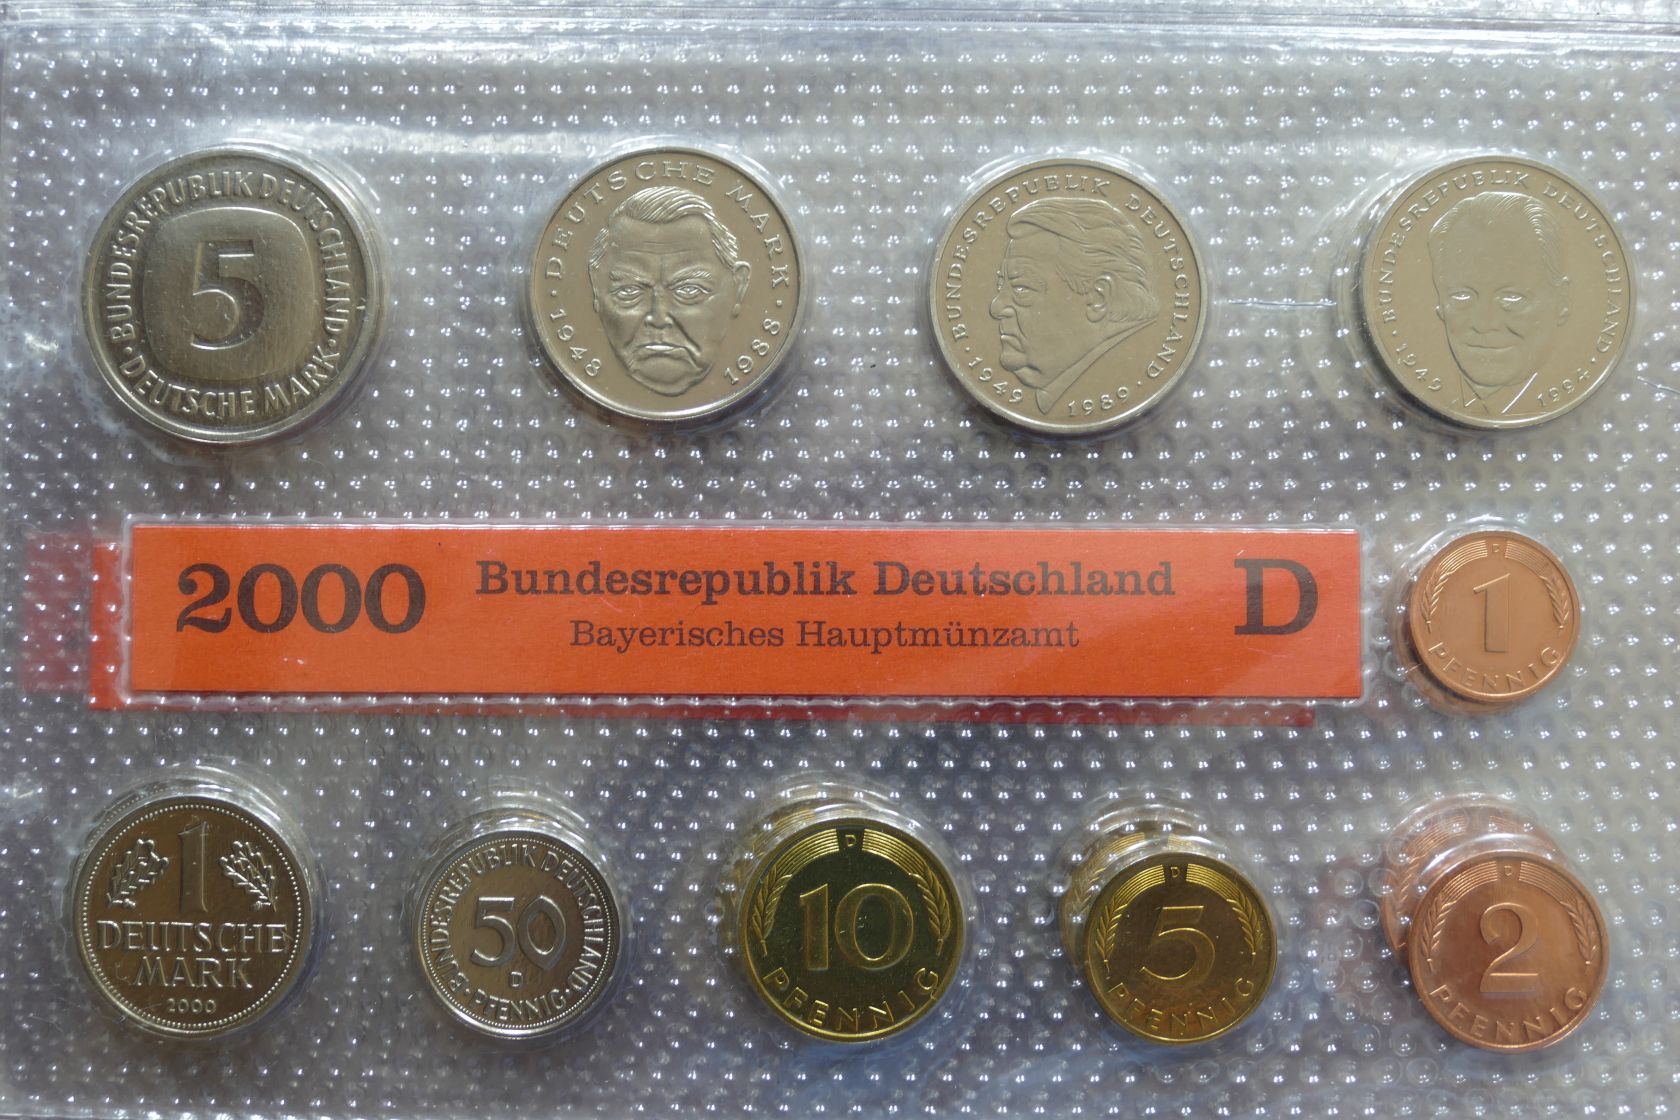 BUNDESREPUBLIK DEUTSCHLAND
5
DEUTSCHE MARK
DEUTSCHE MARK
1948 1988
BUNDESREPUBLIK DEUTSCHLAND
1949 1989
BUNDESREPUBLIK DEUTSCHLAND
1949 1994
2000
Bundesrepublik Deutschland
Bayerisches Hauptmünzamt
D
D
1
PFENNIG
1
DEUTSCHE
MARK
2000
BUNDESREPUBLIK DEUTSCHLAND
50
D
PFENNIG
D
10
PFENNIG
D
5
PFENNIG
D
2
PFENNIG